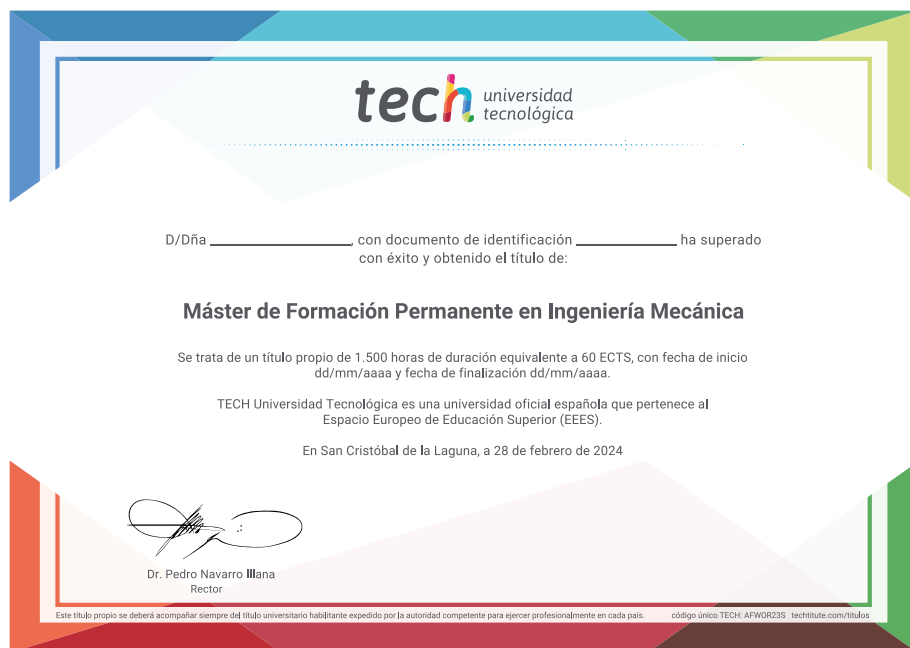 tech universidad
tecnológica
D/Dña ____________________, con documento de identificación ______________ ha superado
con éxito y obtenido el título de:
Máster de Formación Permanente en Ingeniería Mecánica
Se trata de un título propio de 1.500 horas de duración equivalente a 60 ECTS, con fecha de inicio
dd/mm/aaaa y fecha de finalización dd/mm/aaaa.
TECH Universidad Tecnológica es una universidad oficial española que pertenece al
Espacio Europeo de Educación Superior (EEES).
En San Cristóbal de la Laguna, a 28 de febrero de 2024
Dr. Pedro Navarro Illana
Rector
Este título propio se deberá acompañar siempre del título universitario habilitante expedido por la autoridad competente para ejercer profesionalmente en cada país. código único TECH: AFWOR23S techtitute.com/titulos